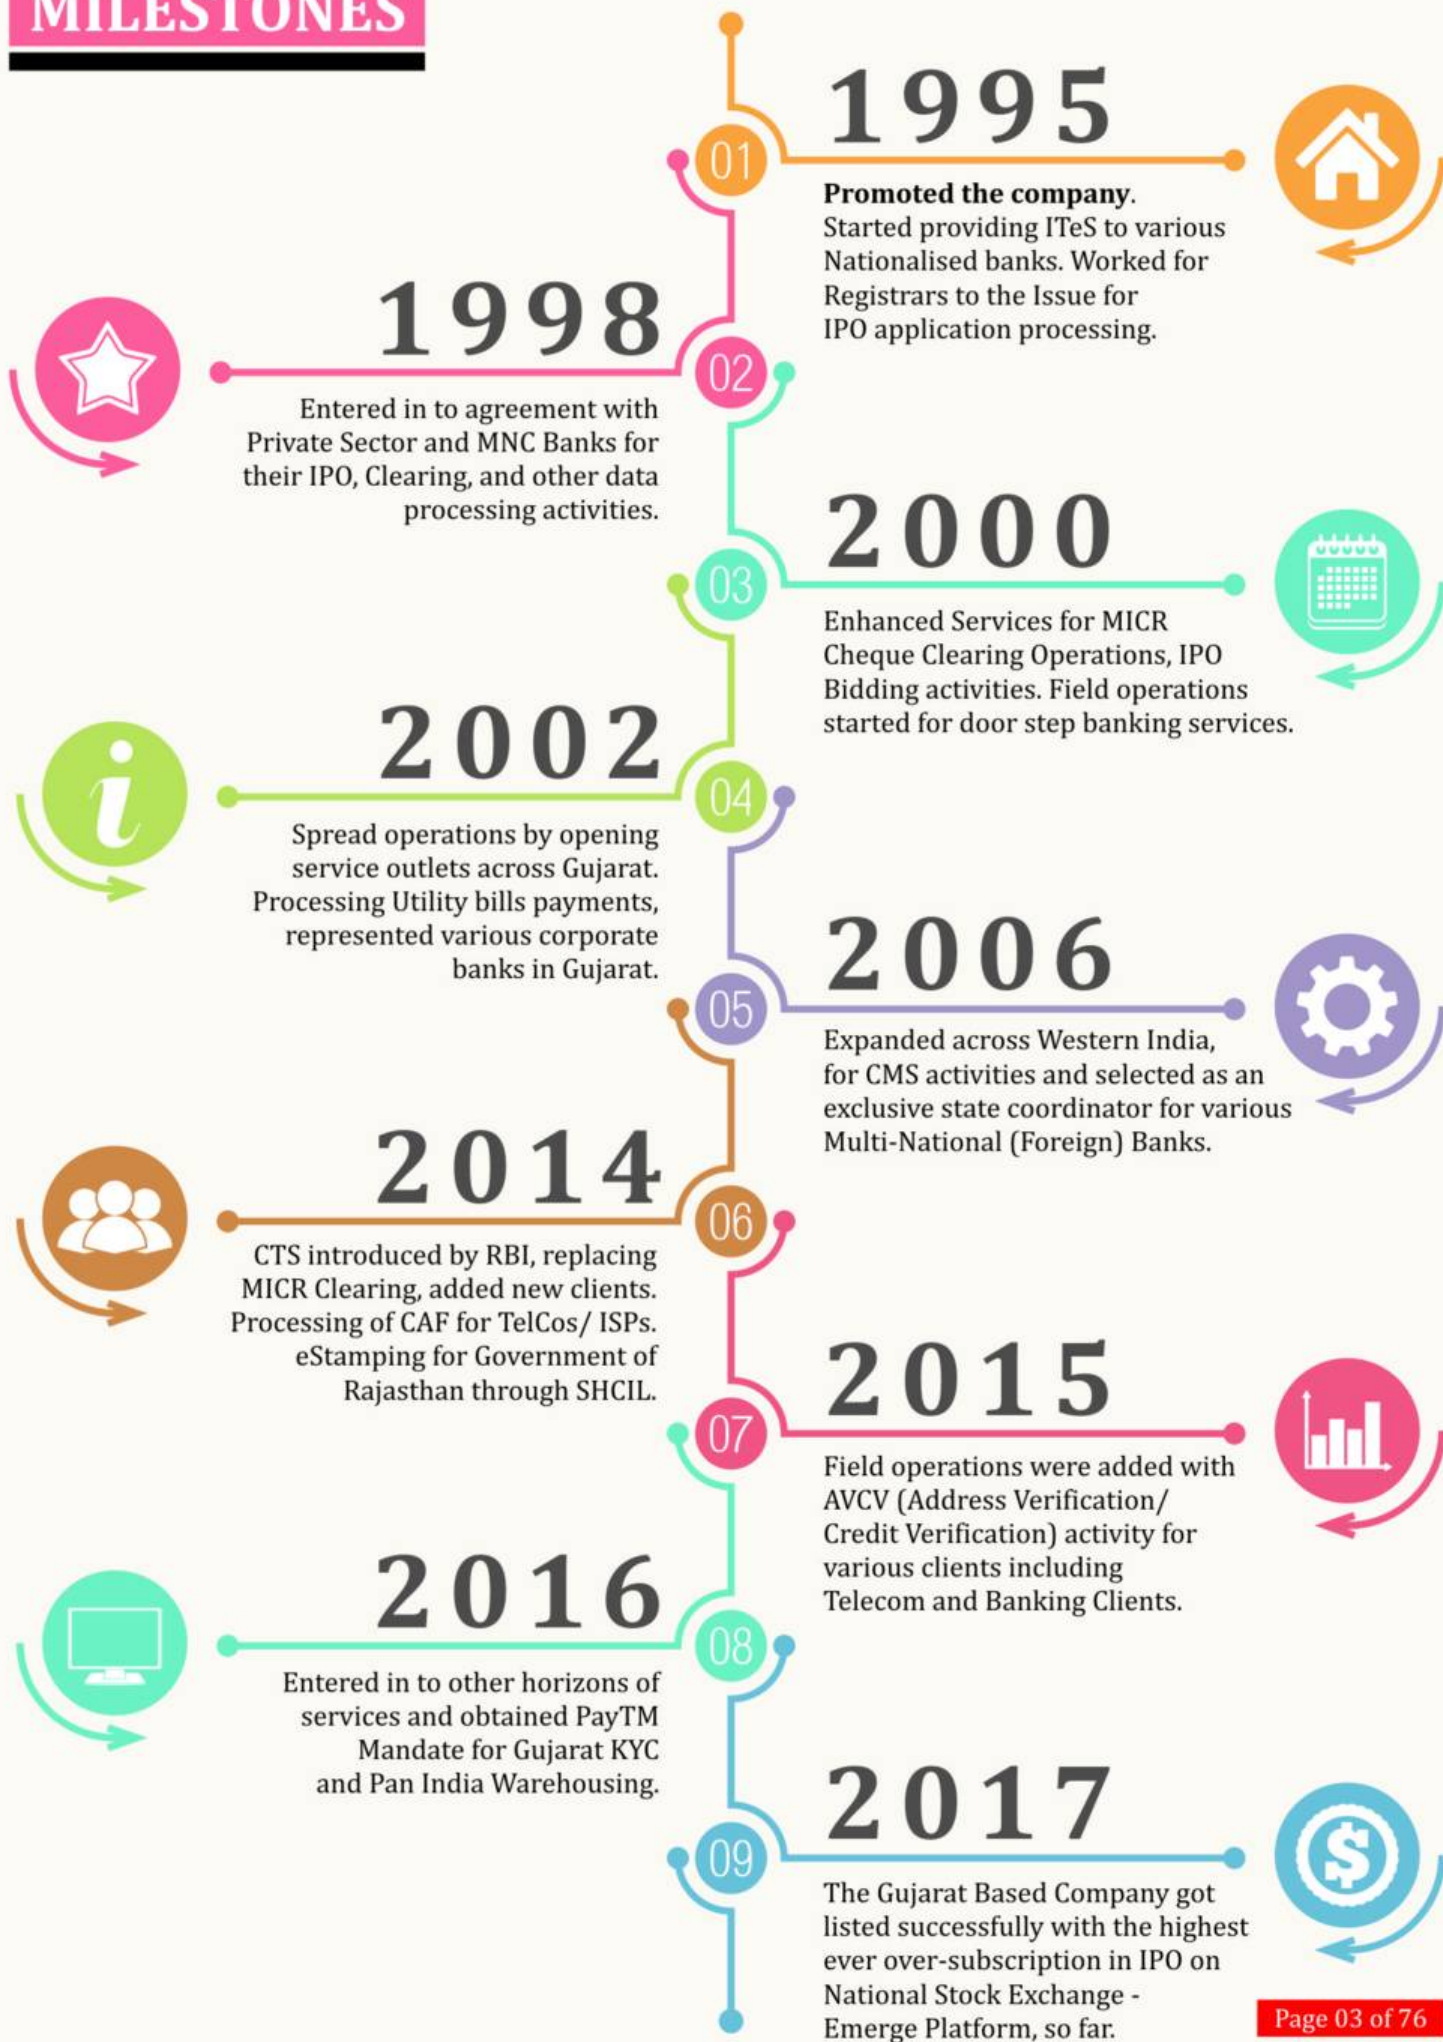 MILESTONES
1995
01
Promoted the company.
Started providing ITeS to various
Nationalised banks. Worked for
Registrars to the Issue for
IPO application processing.
1998
02
Entered in to agreement with
Private Sector and MNC Banks for
their IPO, Clearing, and other data
processing activities.
2000
03
Enhanced Services for MICR
Cheque Clearing Operations, IPO
Bidding activities. Field operations
started for door step banking services.
2002
04
Spread operations by opening
service outlets across Gujarat.
Processing Utility bills payments,
represented various corporate
banks in Gujarat.
2006
05
Expanded across Western India,
for CMS activities and selected as an
exclusive state coordinator for various
Multi-National (Foreign) Banks.
2014
06
CTS introduced by RBI, replacing
MICR Clearing, added new clients.
Processing of CAF for TelCos/ ISPs.
eStamping for Government of
Rajasthan through SHCIL.
2015
07
Field operations were added with
AVCV (Address Verification/
Credit Verification) activity for
various clients including
Telecom and Banking Clients.
2016
08
Entered in to other horizons of
services and obtained PayTM
Mandate for Gujarat KYC
and Pan India Warehousing.
2017
09
The Gujarat Based Company got
listed successfully with the highest
ever over-subscription in IPO on
National Stock Exchange -
Emerge Platform, so far.
Page 03 of 76